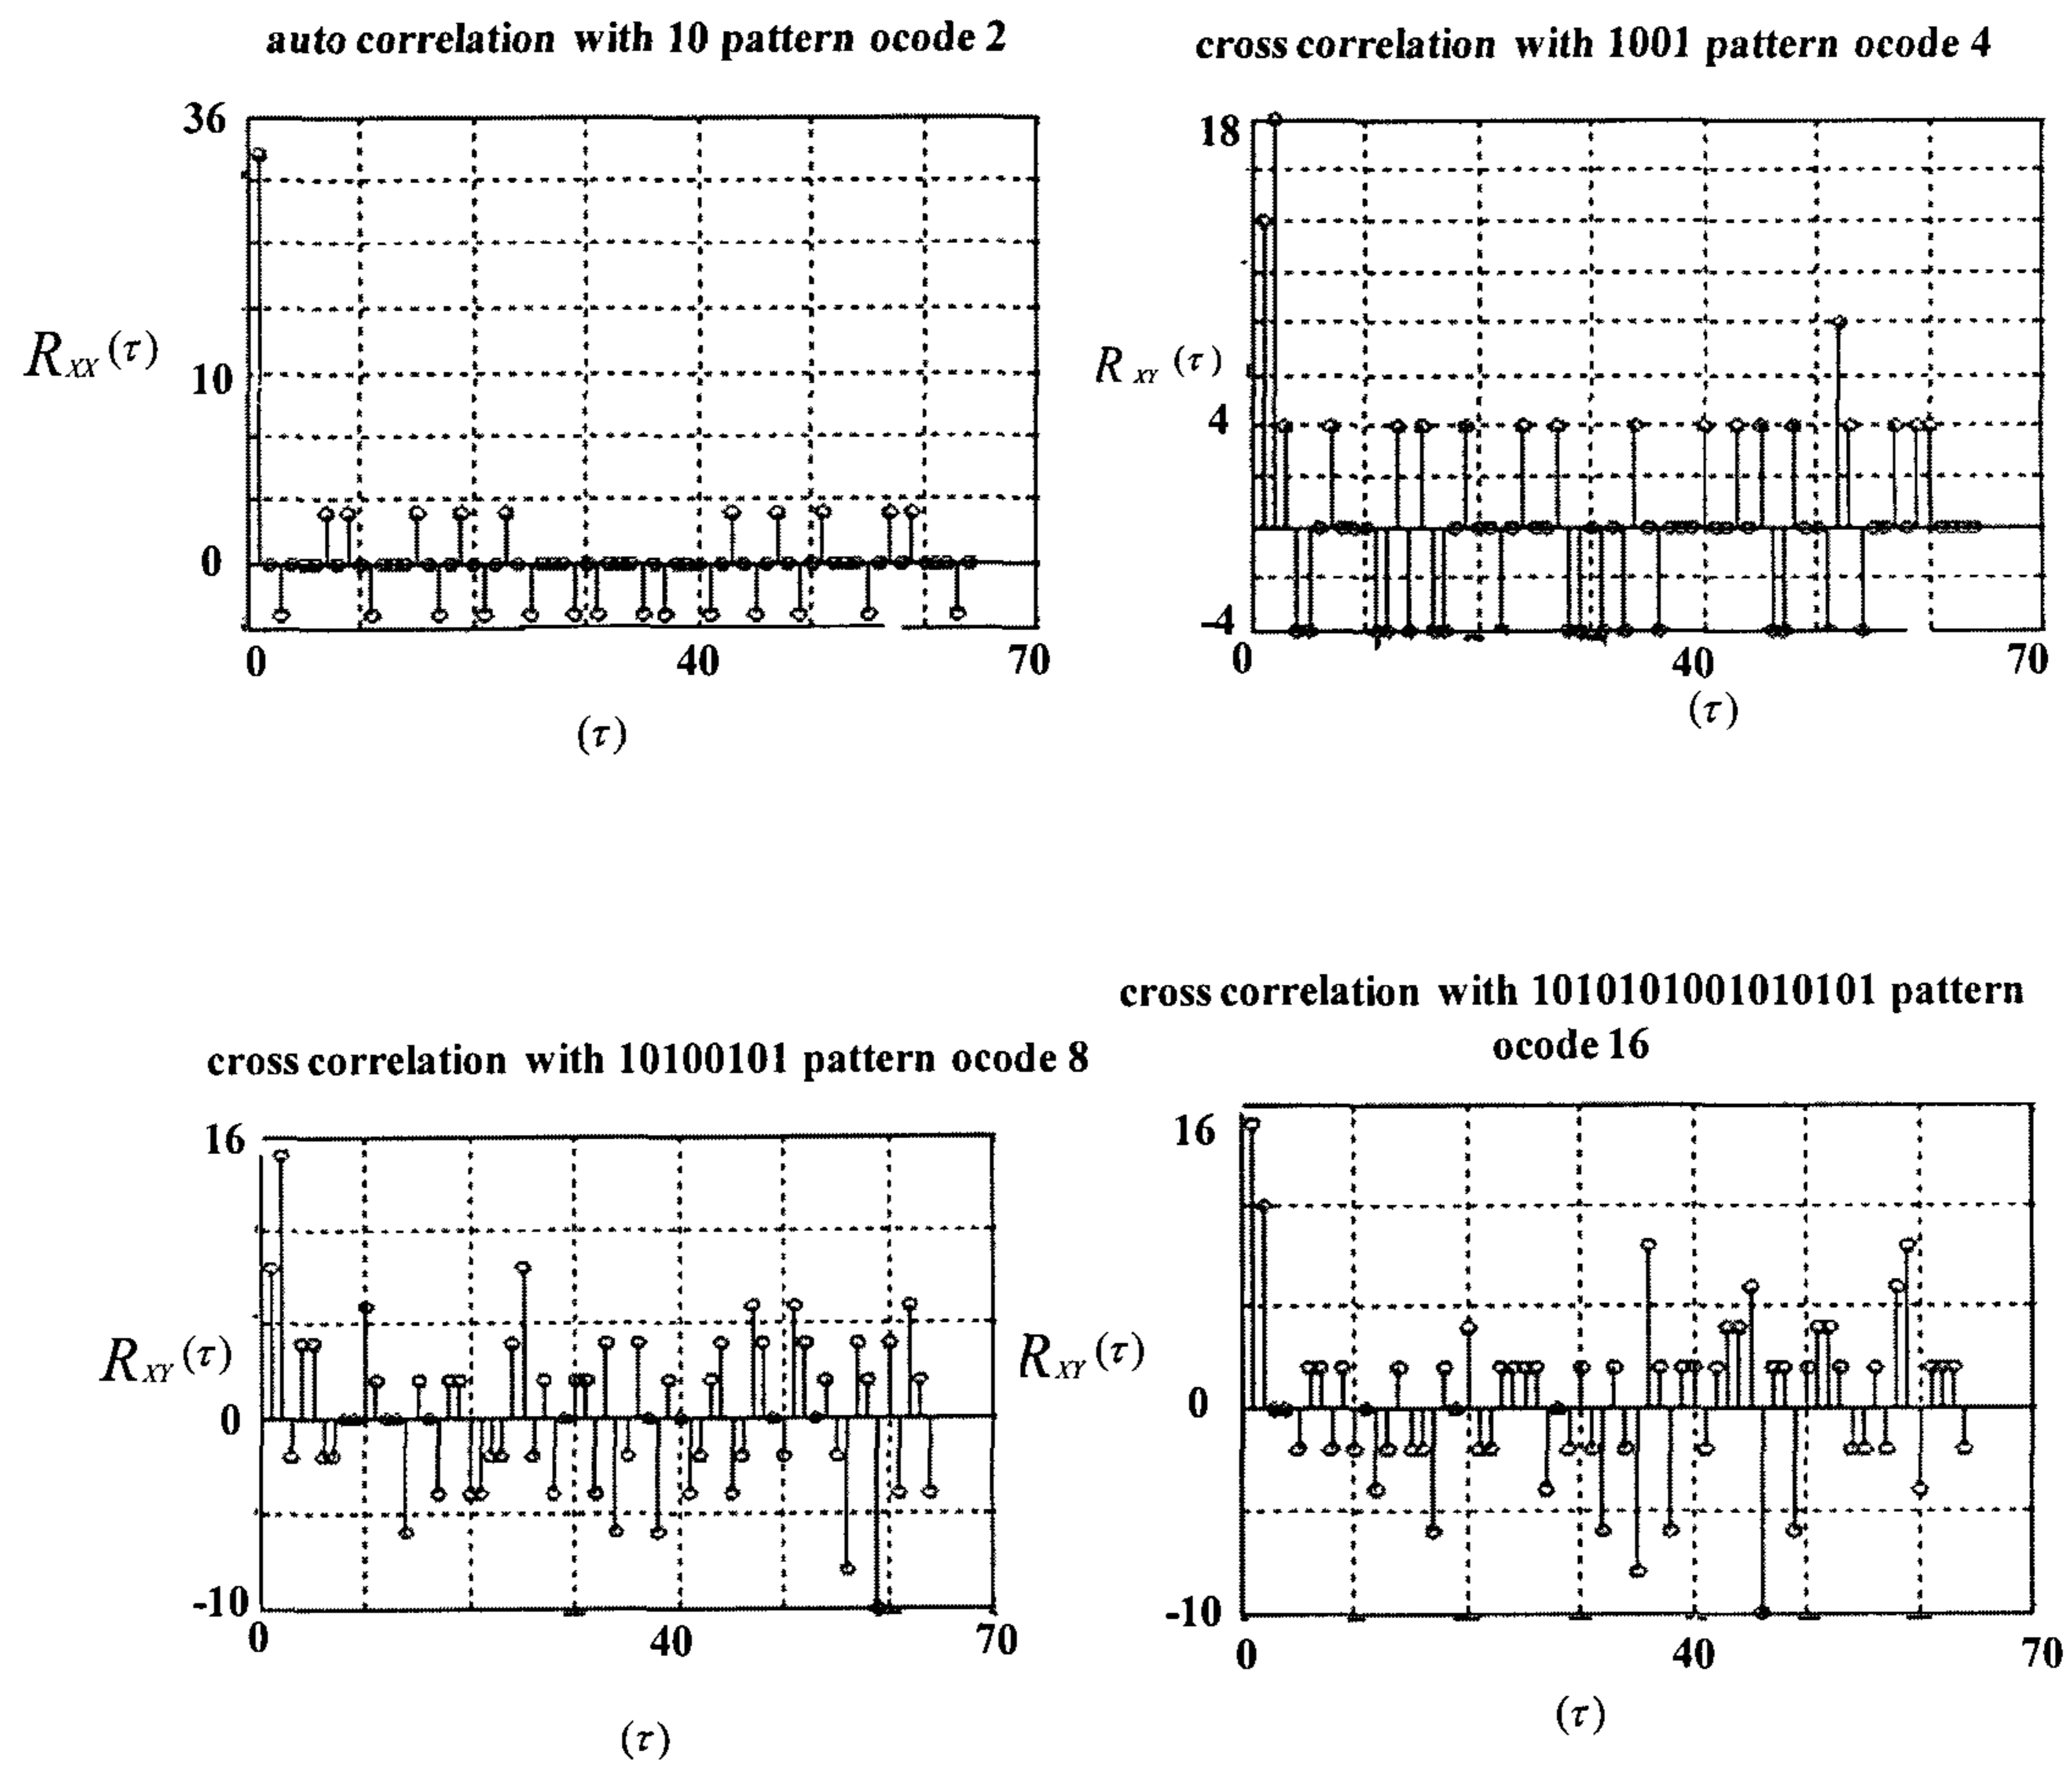 auto correlation with 10 pattern ocode 2
36
R_XX(τ)
10
0
0 40 70
(τ)
cross correlation with 1001 pattern ocode 4
18
R_XY(τ)
4
-4
0 40 70
(τ)
cross correlation with 10100101 pattern ocode 8
16
R_XY(τ)
0
-10
0 40 70
(τ)
cross correlation with 1010101001010101 pattern
ocode 16
16
R_XY(τ)
0
-10
0 40 70
(τ)